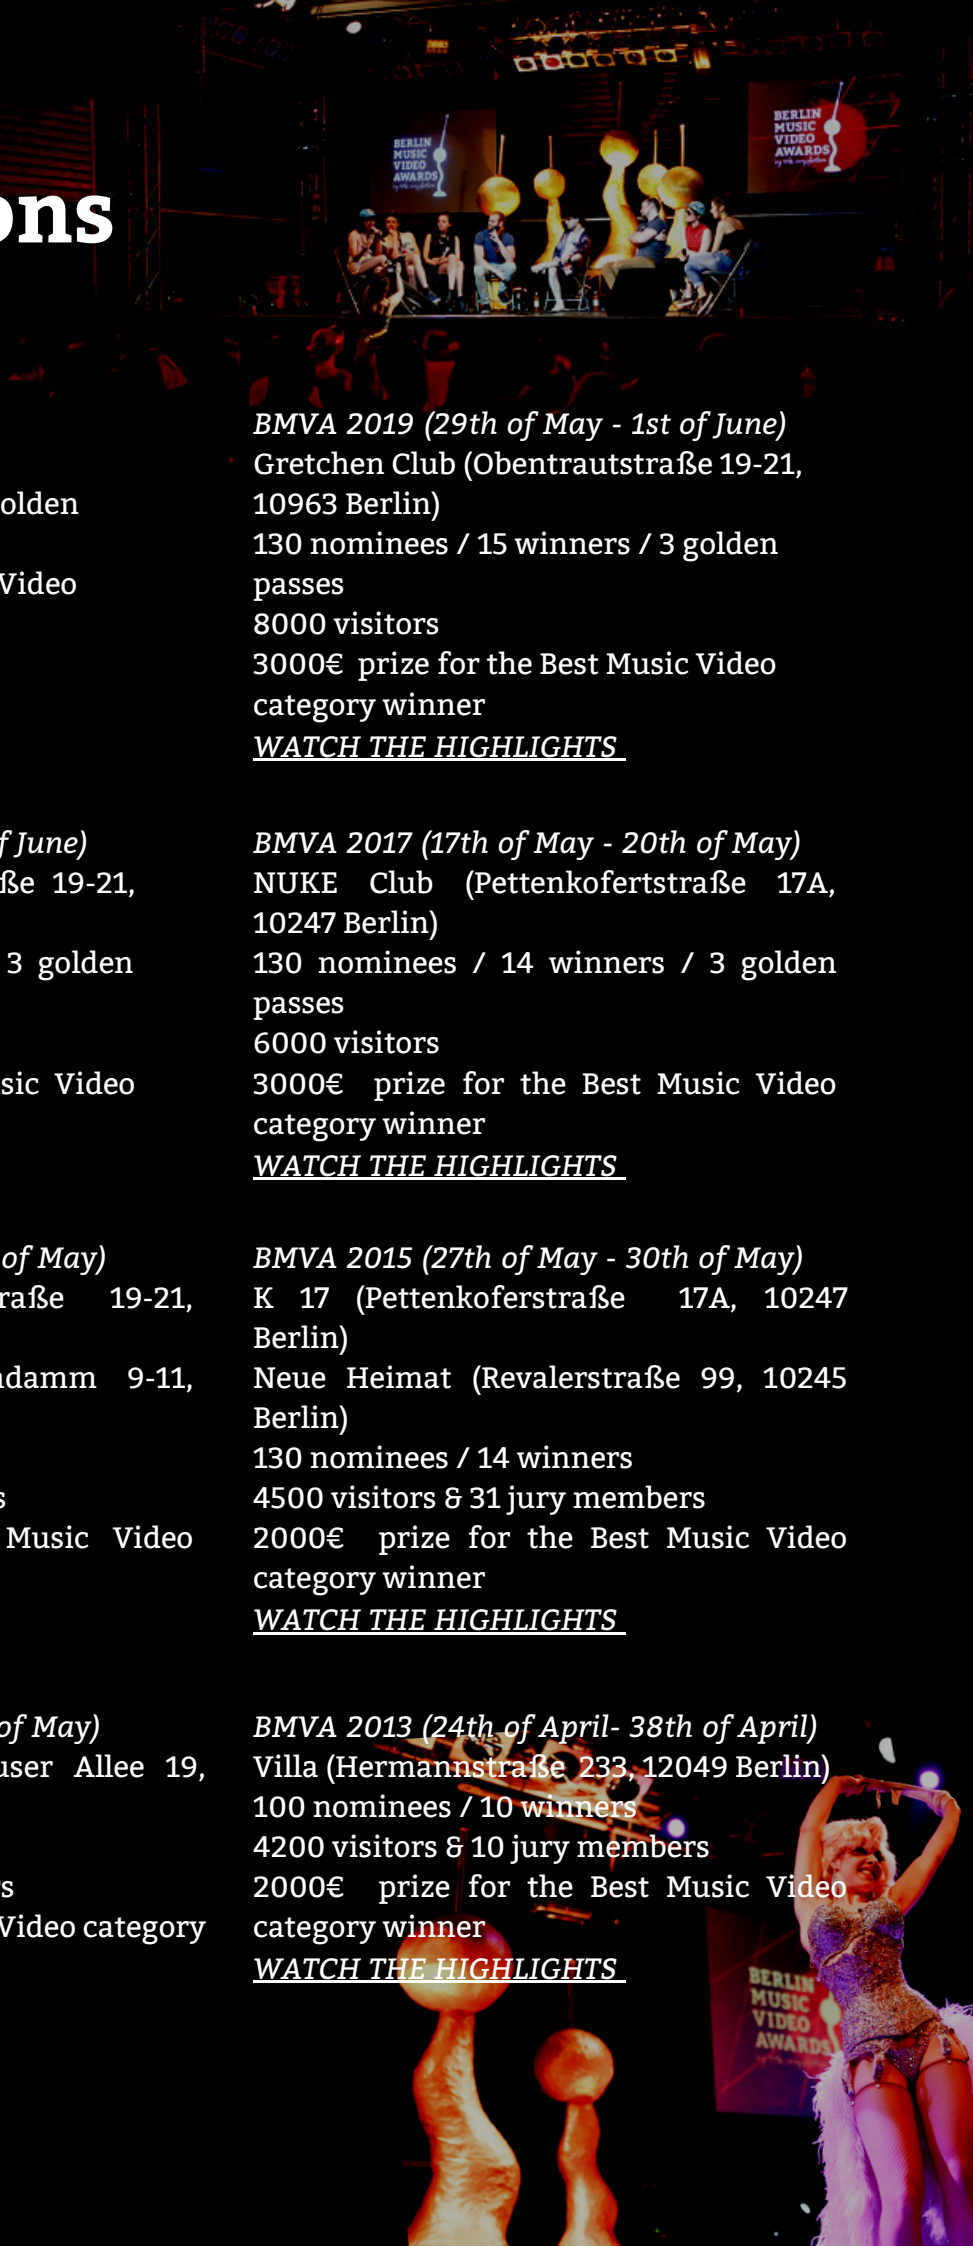 BERLIN
MUSIC
VIDEO
AWARDS
BERLIN
MUSIC
VIDEO
AWARDS
ons
olden
Video
BMVA 2019 (29th of May - 1st of June)
Gretchen Club (Obentrautstraße 19-21,
10963 Berlin)
130 nominees / 15 winners / 3 golden
passes
8000 visitors
3000€ prize for the Best Music Video
category winner
WATCH THE HIGHLIGHTS
f June)
ße 19-21,
3 golden
sic Video
BMVA 2017 (17th of May - 20th of May)
NUKE Club (Pettenkofertstraße 17A,
10247 Berlin)
130 nominees / 14 winners / 3 golden
passes
6000 visitors
3000€ prize for the Best Music Video
category winner
WATCH THE HIGHLIGHTS
of May)
raße 19-21,
damm 9-11,
s
Music Video
BMVA 2015 (27th of May - 30th of May)
K 17 (Pettenkoferstraße 17A, 10247
Berlin)
Neue Heimat (Revalerstraße 99, 10245
Berlin)
130 nominees / 14 winners
4500 visitors & 31 jury members
2000€ prize for the Best Music Video
category winner
WATCH THE HIGHLIGHTS
of May)
user Allee 19,
rs
Video category
BMVA 2013 (24th of April- 38th of April)
Villa (Hermannstraße 233, 12049 Berlin)
100 nominees / 10 winners
4200 visitors & 10 jury members
2000€ prize for the Best Music Video
category winner
WATCH THE HIGHLIGHTS
BERLIN
MUSIC
VIDEO
AWARDS